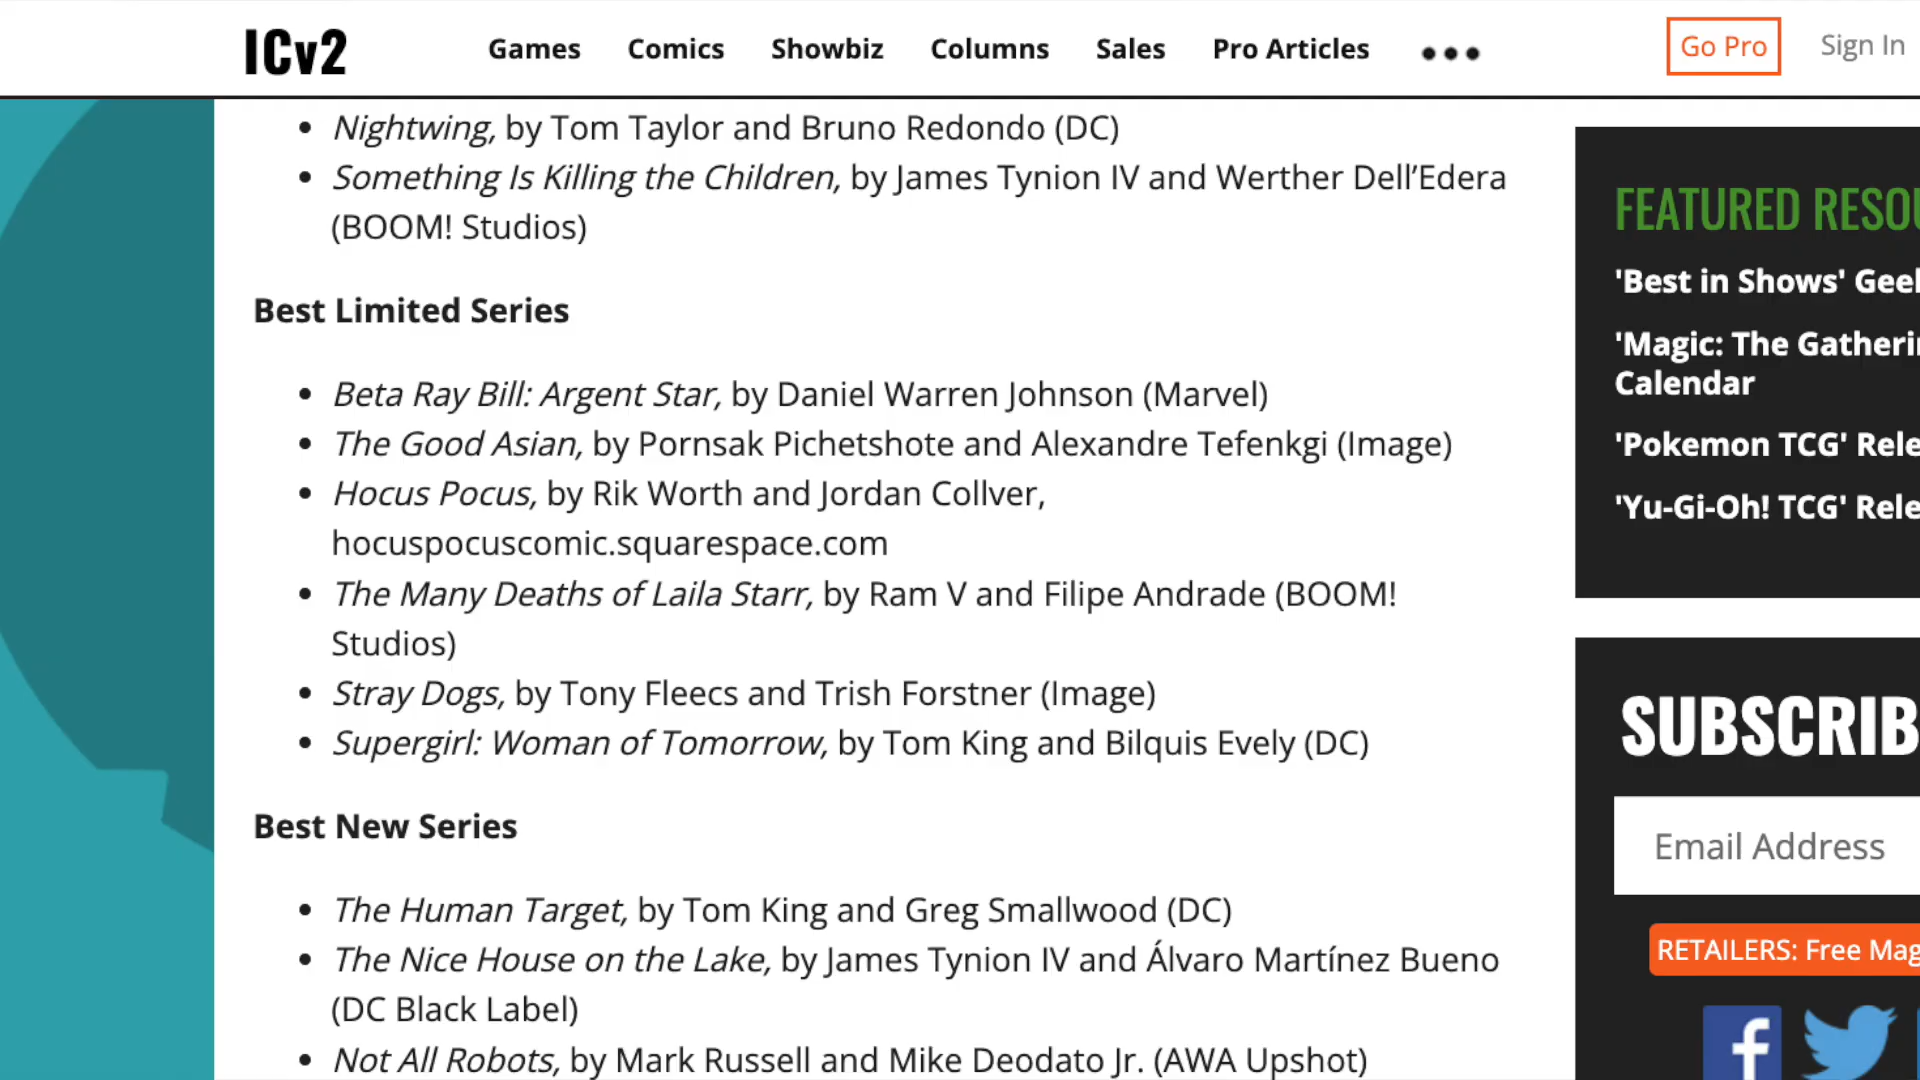 ICv2
Games Comics Showbiz Columns Sales Pro Articles
Go Pro Sign In
Nightwing, by Tom Taylor and Bruno Redondo (DC)
Something Is Killing the Children, by James Tynion IV and Werther Dell’Edera
(BOOM! Studios)
Best Limited Series
Beta Ray Bill: Argent Star, by Daniel Warren Johnson (Marvel)
The Good Asian, by Pornsak Pichetshote and Alexandre Tefenkgi (Image)
Hocus Pocus, by Rik Worth and Jordan Collver,
hocuspocuscomic.squarespace.com
The Many Deaths of Laila Starr, by Ram V and Filipe Andrade (BOOM!
Studios)
Stray Dogs, by Tony Fleecs and Trish Forstner (Image)
Supergirl: Woman of Tomorrow, by Tom King and Bilquis Evely (DC)
Best New Series
The Human Target, by Tom King and Greg Smallwood (DC)
The Nice House on the Lake, by James Tynion IV and Álvaro Martínez Bueno
(DC Black Label)
Not All Robots, by Mark Russell and Mike Deodato Jr. (AWA Upshot)
FEATURED
'Best in Shows'
'Magic: The
Calendar
'Pokemon TCG'
'Yu-Gi-Oh! TCG'
SUBSCRIB
Email Address
RETAILERS: Free